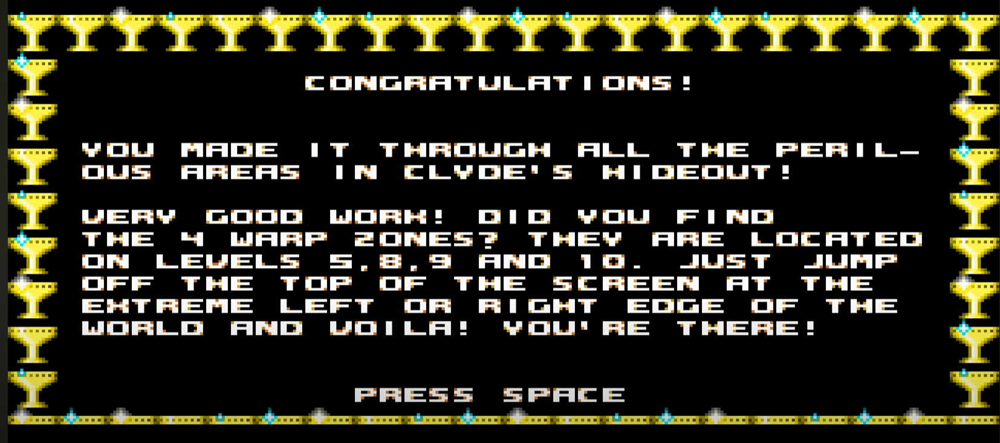 CONGRATULATIONS!
YOU MADE IT THROUGH ALL THE PERIL-
OUS AREAS IN CLYDE'S HIDEOUT!
VERY GOOD WORK! DID YOU FIND
THE 4 WARP ZONES? THEY ARE LOCATED
ON LEVELS 5,8,9 AND 10. JUST JUMP
OFF THE TOP OF THE SCREEN AT THE
EXTREME LEFT OR RIGHT EDGE OF THE
WORLD AND VOILA! YOU'RE THERE!
PRESS SPACE